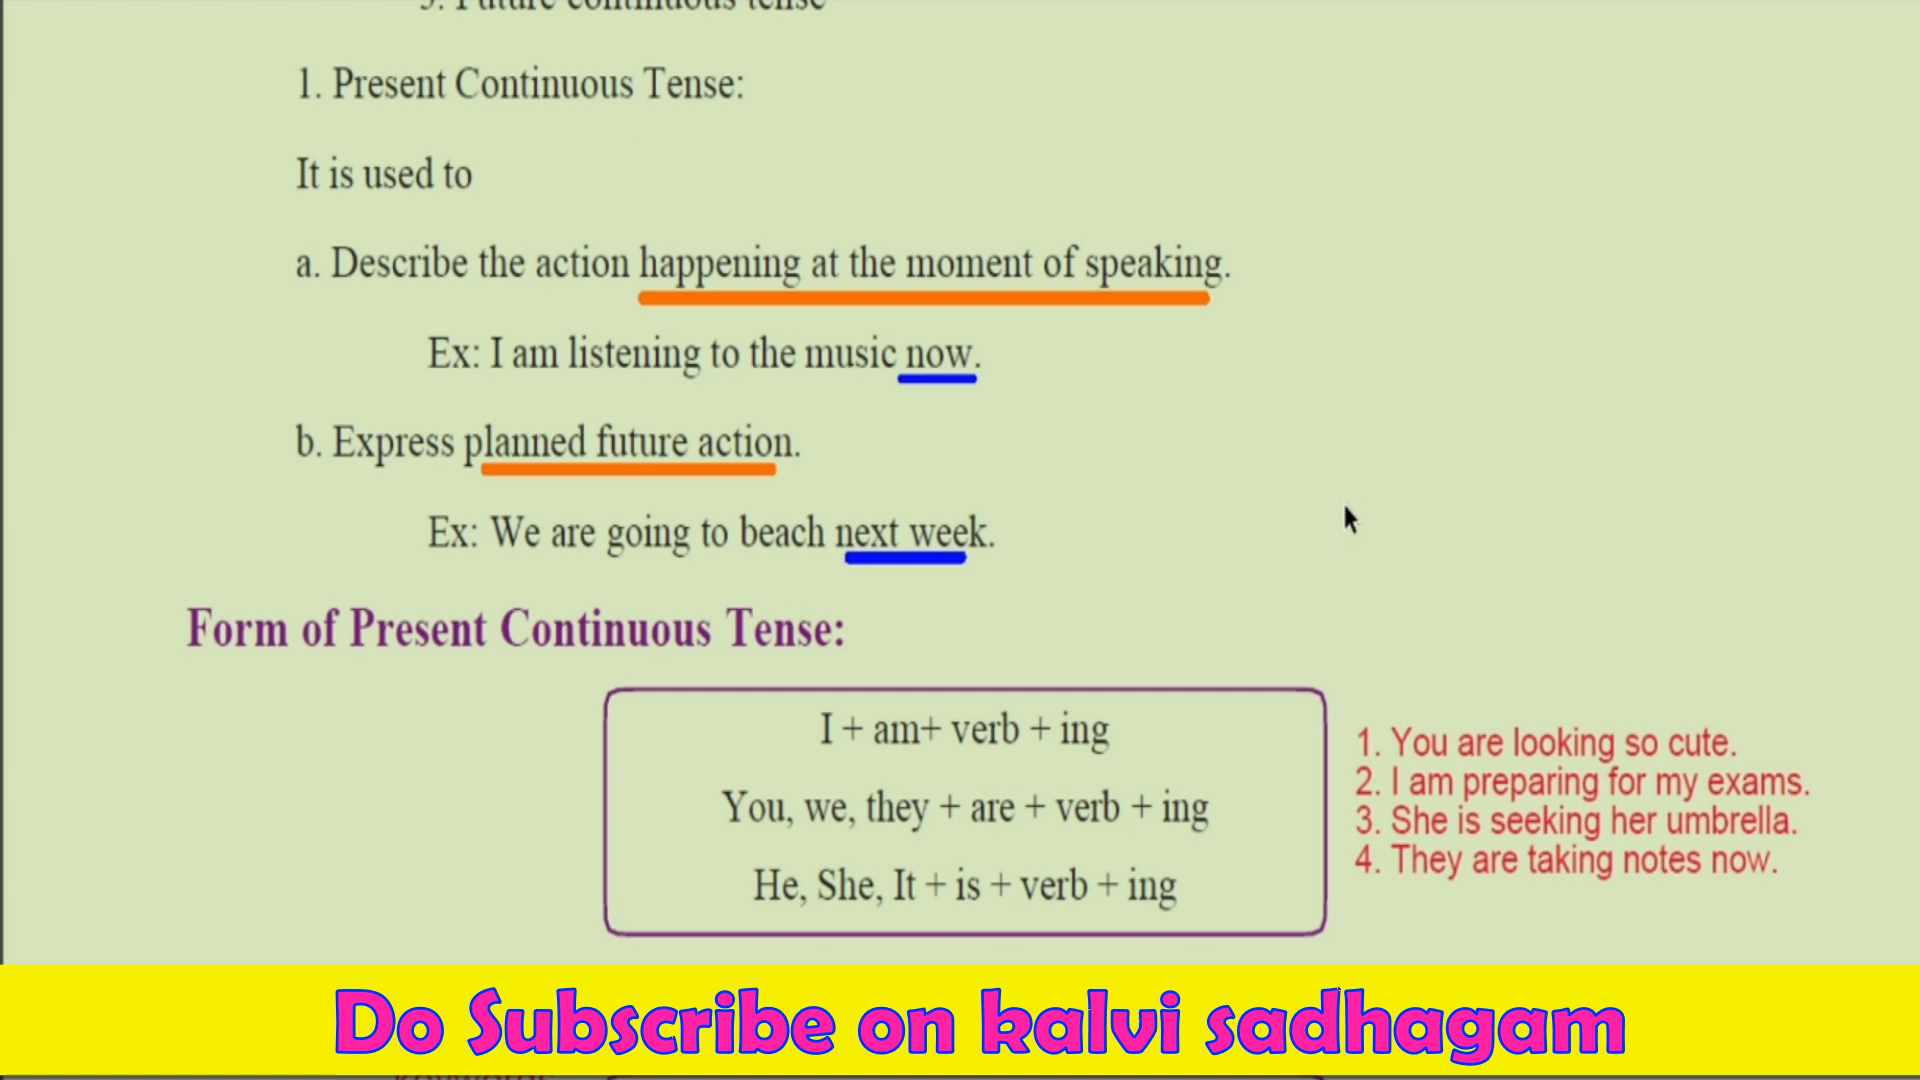 3. Future continuous tense
1. Present Continuous Tense:
It is used to
a. Describe the action happening at the moment of speaking.
Ex: I am listening to the music now.
b. Express planned future action.
Ex: We are going to beach next week.
Form of Present Continuous Tense:
I + am+ verb + ing
You, we, they + are + verb + ing
He, She, It + is + verb + ing
1. You are looking so cute.
2. I am preparing for my exams.
3. She is seeking her umbrella.
4. They are taking notes now.
Do Subscribe on kalvi sadhagam